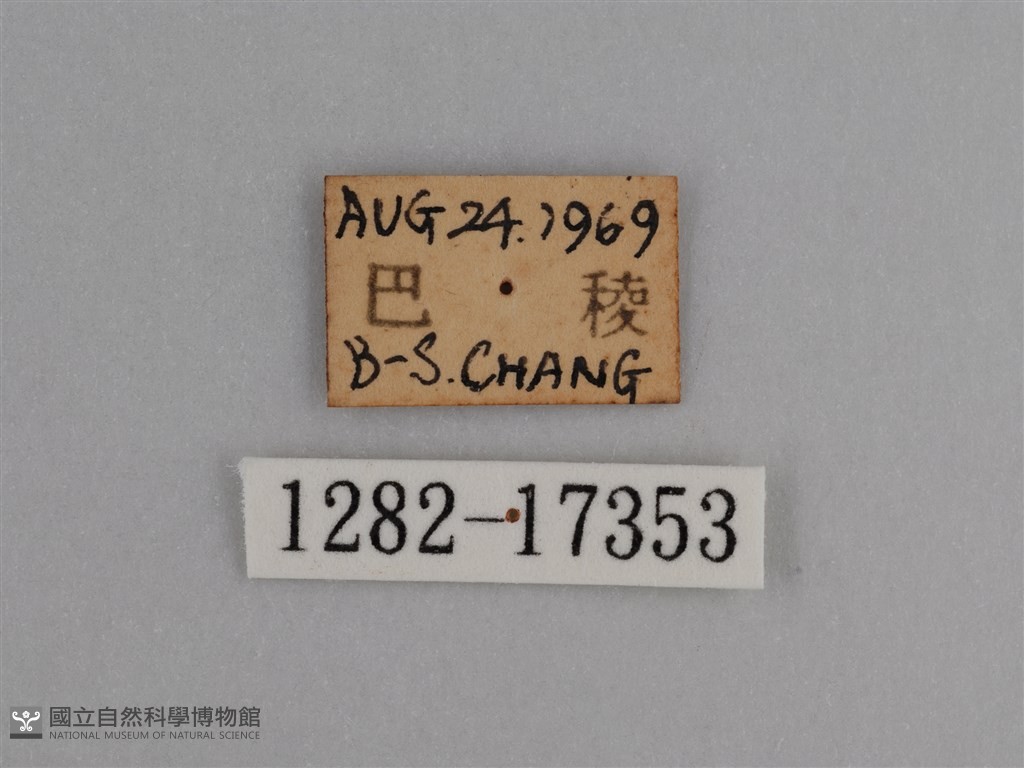 AUG 24. 1969
巴 稜
B-S. CHANG
1282-17353
國立自然科學博物館
NATIONAL MUSEUM OF NATURAL SCIENCE